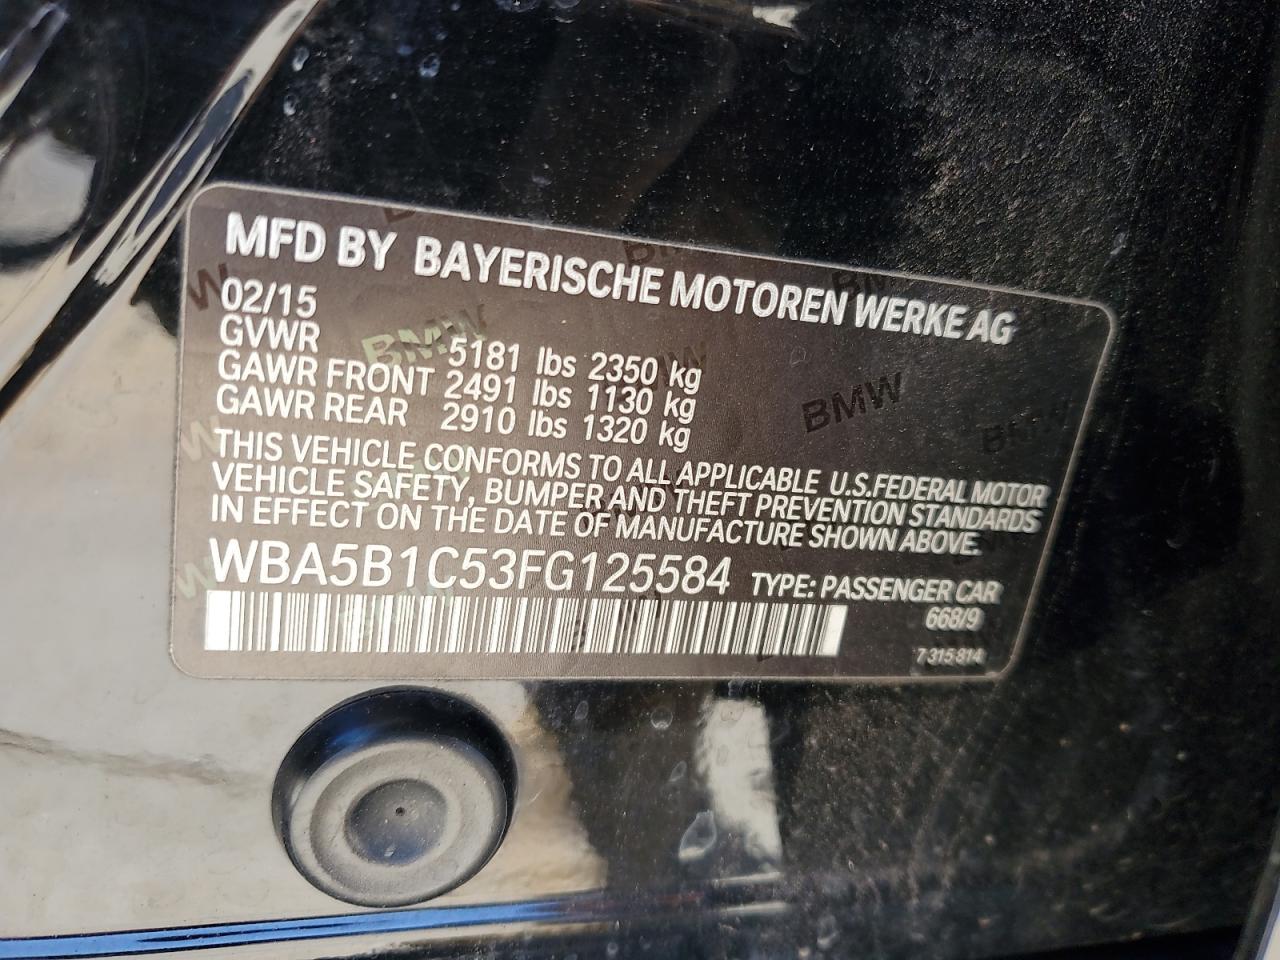 MFD BY BAYERISCHE MOTOREN WERKE AG
02/15
GVWR 5181 lbs 2350 kg
GAWR FRONT 2491 lbs 1130 kg
GAWR REAR 2910 lbs 1320 kg
THIS VEHICLE CONFORMS TO ALL APPLICABLE U.S.FEDERAL MOTOR
VEHICLE SAFETY, BUMPER AND THEFT PREVENTION STANDARDS
IN EFFECT ON THE DATE OF MANUFACTURE SHOWN ABOVE.
WBA5B1C53FG125584 TYPE: PASSENGER CAR
668/9
7 315 814
BMW
BMW